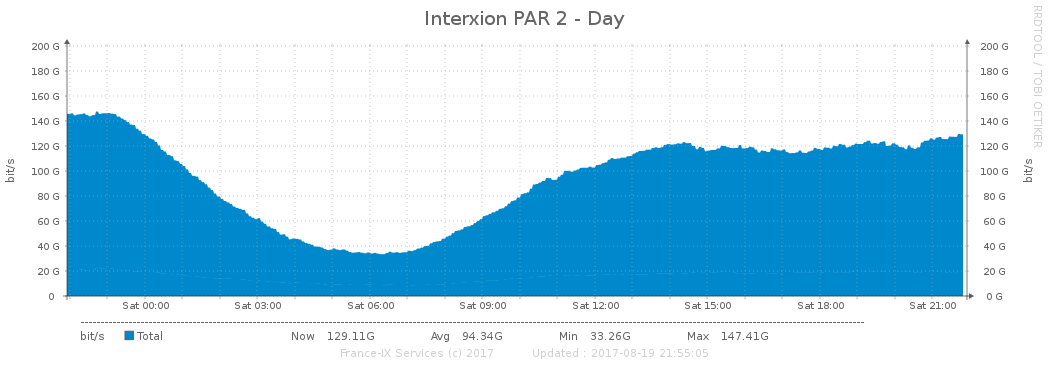 Interxion PAR 2 - Day
RRDTOOL / TOBI OETIKER
bit/s
200 G 200 G
180 G 180 G
160 G 160 G
140 G 140 G
120 G 120 G
100 G 100 G
80 G 80 G
60 G 60 G
40 G 40 G
20 G 20 G
0 0 G
bit/s
Sat 00:00 Sat 03:00 Sat 06:00 Sat 09:00 Sat 12:00 Sat 15:00 Sat 18:00 Sat 21:00
bit/s Total Now 129.11G Avg 94.34G Min 33.26G Max 147.41G
France-IX Services (c) 2017 Updated : 2017-08-19 21:55:05